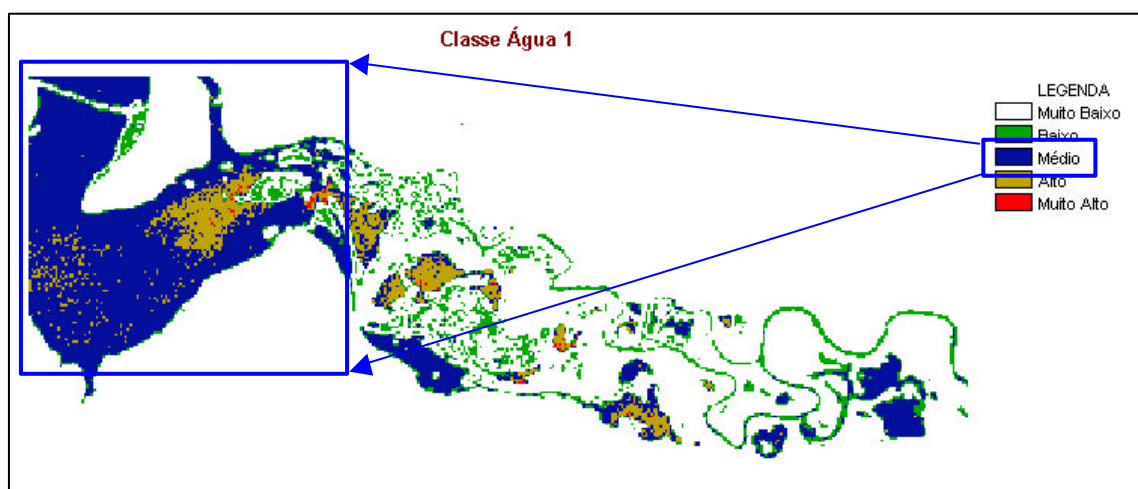 Classe Água 1
LEGENDA
Muito Baixo
Baixo
Médio
Alto
Muito Alto